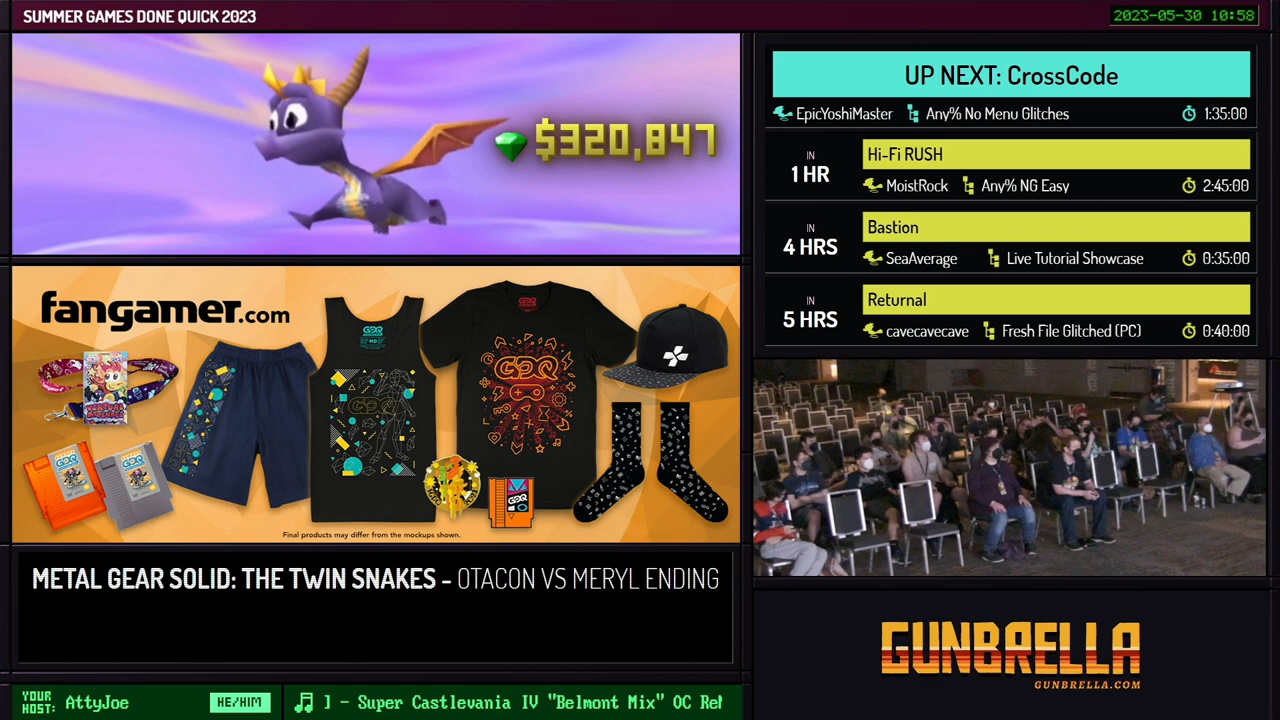 SUMMER GAMES DONE QUICK 2023
2023-05-30 10:58
$320,847
UP NEXT: CrossCode
EpicYoshiMaster Any% No Menu Glitches 1:35:00
IN 1 HR
Hi-Fi RUSH
MoistRock Any% NG Easy 2:45:00
IN 4 HRS
Bastion
SeaAverage Live Tutorial Showcase 0:35:00
IN 5 HRS
Returnal
cavecavecave Fresh File Glitched (PC) 0:40:00
fangamer.com
GDQ
GDQ
GDQ
Final products may differ from the mockups shown.
METAL GEAR SOLID: THE TWIN SNAKES - OTACON VS MERYL ENDING
GUNBRELLA
GUNBRELLA.COM
YOUR HOST: AttyJoe HE/HIM
] - Super Castlevania IV "Belmont Mix" OC ReM